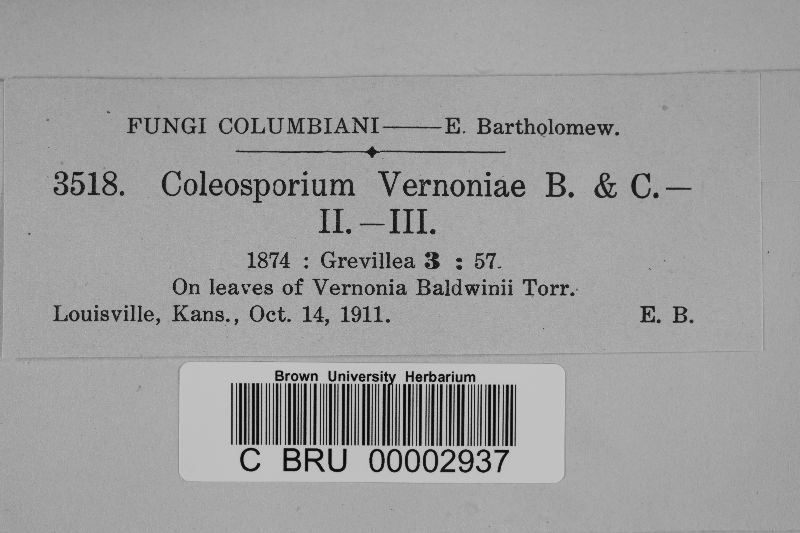 FUNGI COLUMBIANI——E. Bartholomew.
3518. Coleosporium Vernoniae B. & C.—
II.—III.
1874 : Grevillea 3 : 57.
On leaves of Vernonia Baldwinii Torr.
Louisville, Kans., Oct. 14, 1911. E. B.
Brown University Herbarium
C BRU 00002937